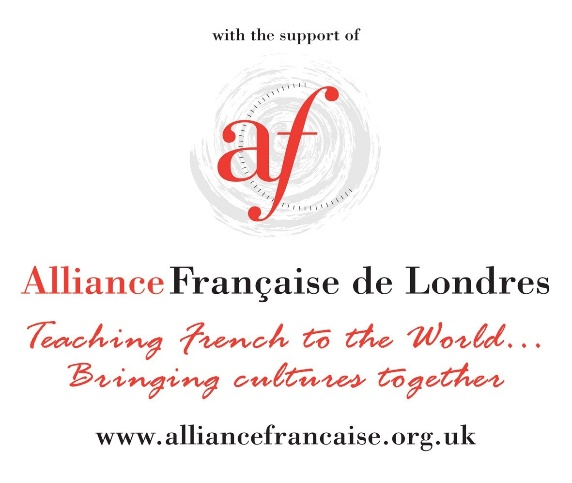 with the support of
af
Alliance Française de Londres
Teaching French to the World...
Bringing cultures together
www.alliancefrancaise.org.uk